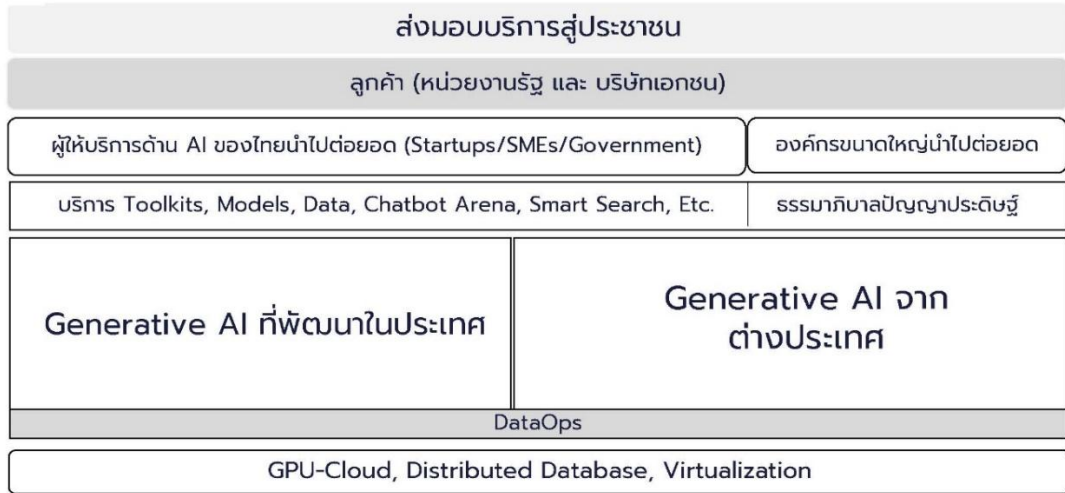 ส่งมอบบริการสู่ประชาชน
ลูกค้า (หน่วยงานรัฐ และ บริษัทเอกชน)
ผู้ให้บริการด้าน AI ของไทยนำไปต่อยอด (Startups/SMEs/Government)
องค์กรขนาดใหญ่นำไปต่อยอด
บริการ Toolkits, Models, Data, Chatbot Arena, Smart Search, Etc.
ธรรมาภิบาลปัญญาประดิษฐ์
Generative AI ที่พัฒนาในประเทศ
Generative AI จาก
ต่างประเทศ
DataOps
GPU-Cloud, Distributed Database, Virtualization